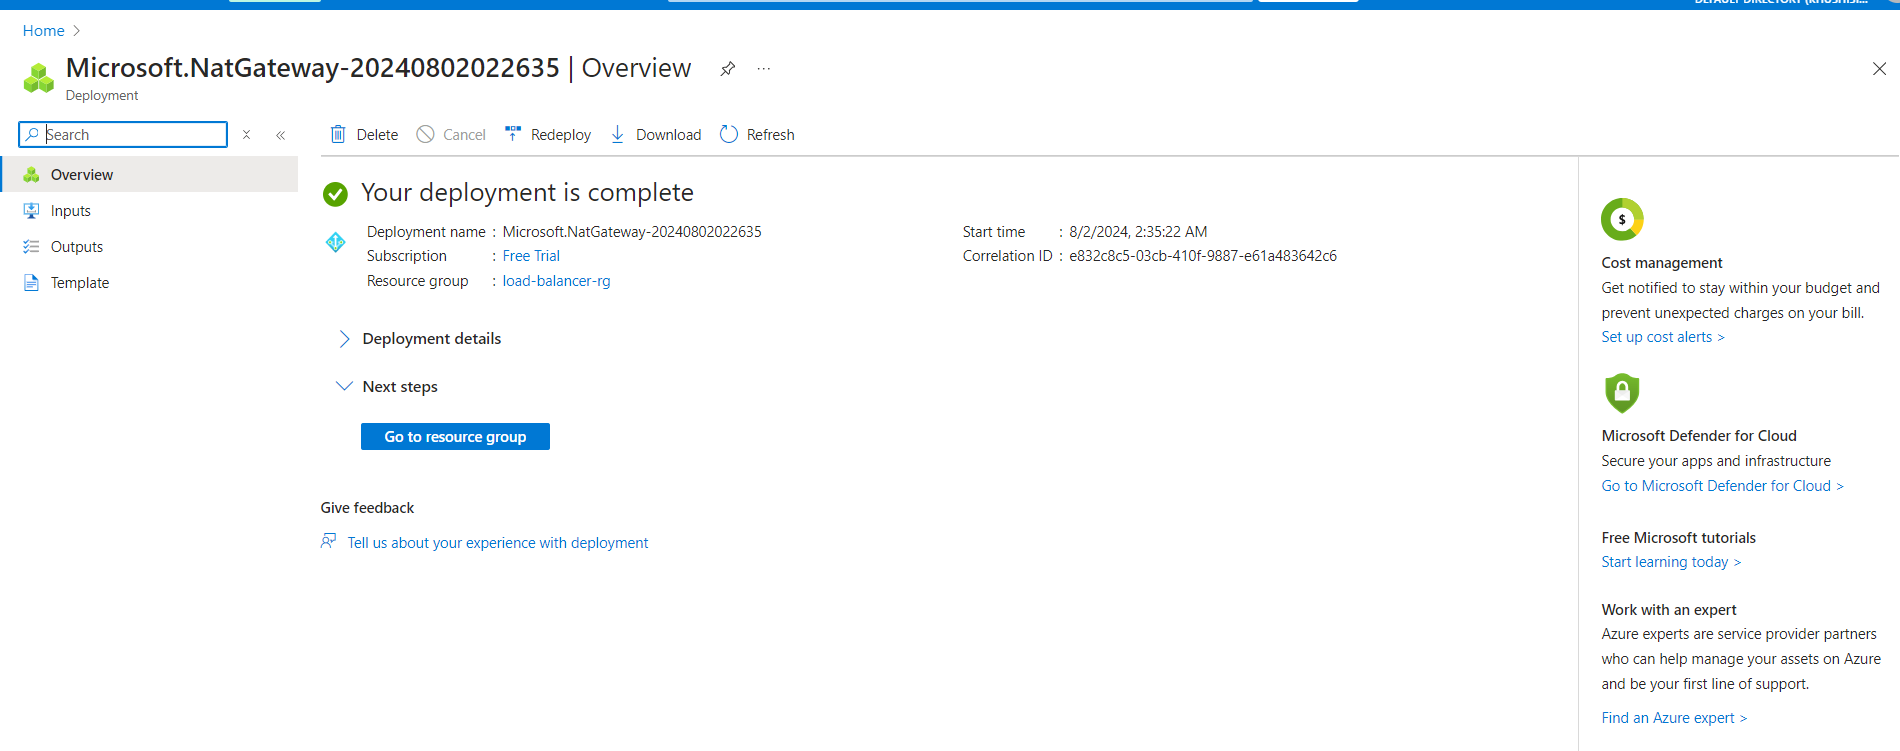 Home >
Microsoft.NatGateway-20240802022635 | Overview
Deployment
Search
Delete Cancel Redeploy Download Refresh
Overview
Inputs
Outputs
Template
Your deployment is complete
Deployment name : Microsoft.NatGateway-20240802022635
Subscription : Free Trial
Resource group : load-balancer-rg
Start time : 8/2/2024, 2:35:22 AM
Correlation ID : e832c8c5-03cb-410f-9887-e61a483642c6
Deployment details
Next steps
Go to resource group
Give feedback
Tell us about your experience with deployment
$
Cost management
Get notified to stay within your budget and
prevent unexpected charges on your bill.
Set up cost alerts >
Microsoft Defender for Cloud
Secure your apps and infrastructure
Go to Microsoft Defender for Cloud >
Free Microsoft tutorials
Start learning today >
Work with an expert
Azure experts are service provider partners
who can help manage your assets on Azure
and be your first line of support.
Find an Azure expert >